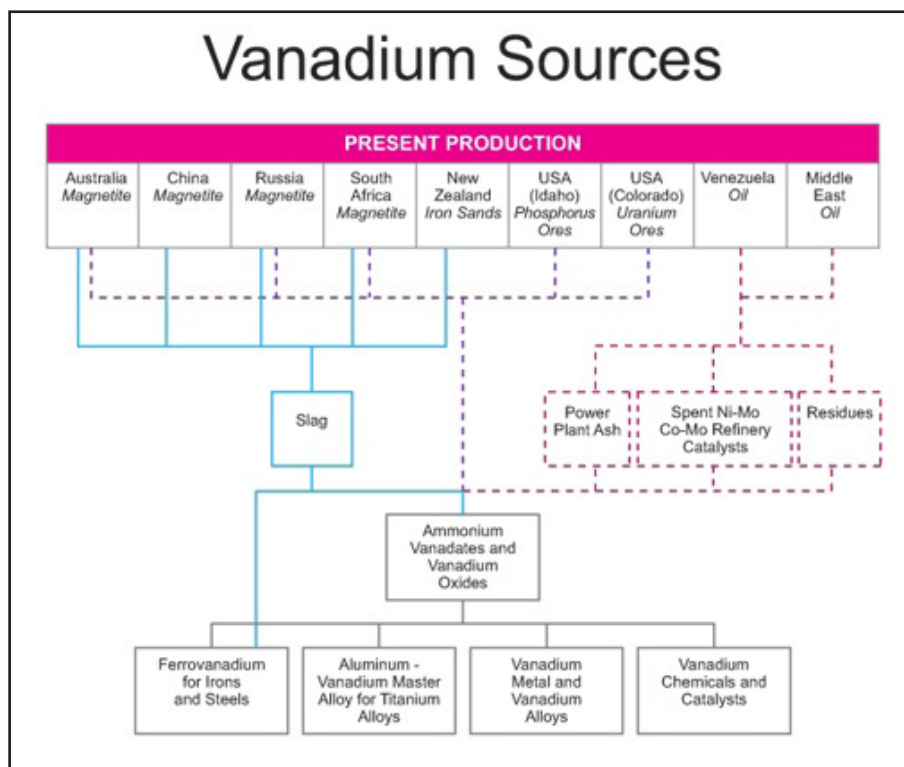 Vanadium Sources
PRESENT PRODUCTION
Australia
Magnetite
China
Magnetite
Russia
Magnetite
South
Africa
Magnetite
New
Zealand
Iron Sands
USA
(Idaho)
Phosphorus
Ores
USA
(Colorado)
Uranium
Ores
Venezuela
Oil
Middle
East
Oil
Slag
Power
Plant Ash
Spent Ni-Mo
Co-Mo Refinery
Catalysts
Residues
Ammonium
Vanadates and
Vanadium
Oxides
Ferrovanadium
for Irons
and Steels
Aluminum -
Vanadium Master
Alloy for Titanium
Alloys
Vanadium
Metal and
Vanadium
Alloys
Vanadium
Chemicals and
Catalysts